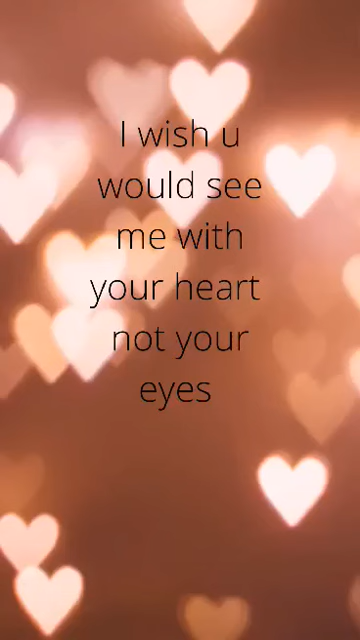 I wish u
would see
me with
your heart
not your
eyes